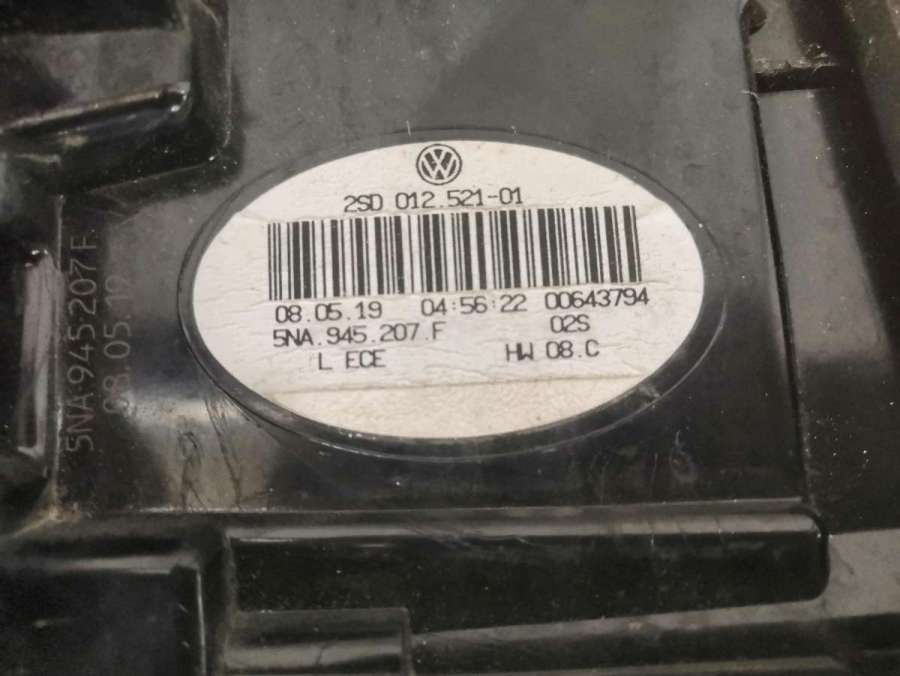 VW
2SD 012.521-01
08.05.19 04:56:22 00643794
5NA.945.207.F 02S
L ECE HW 08.C
5NA 945 207 F
08.05.19